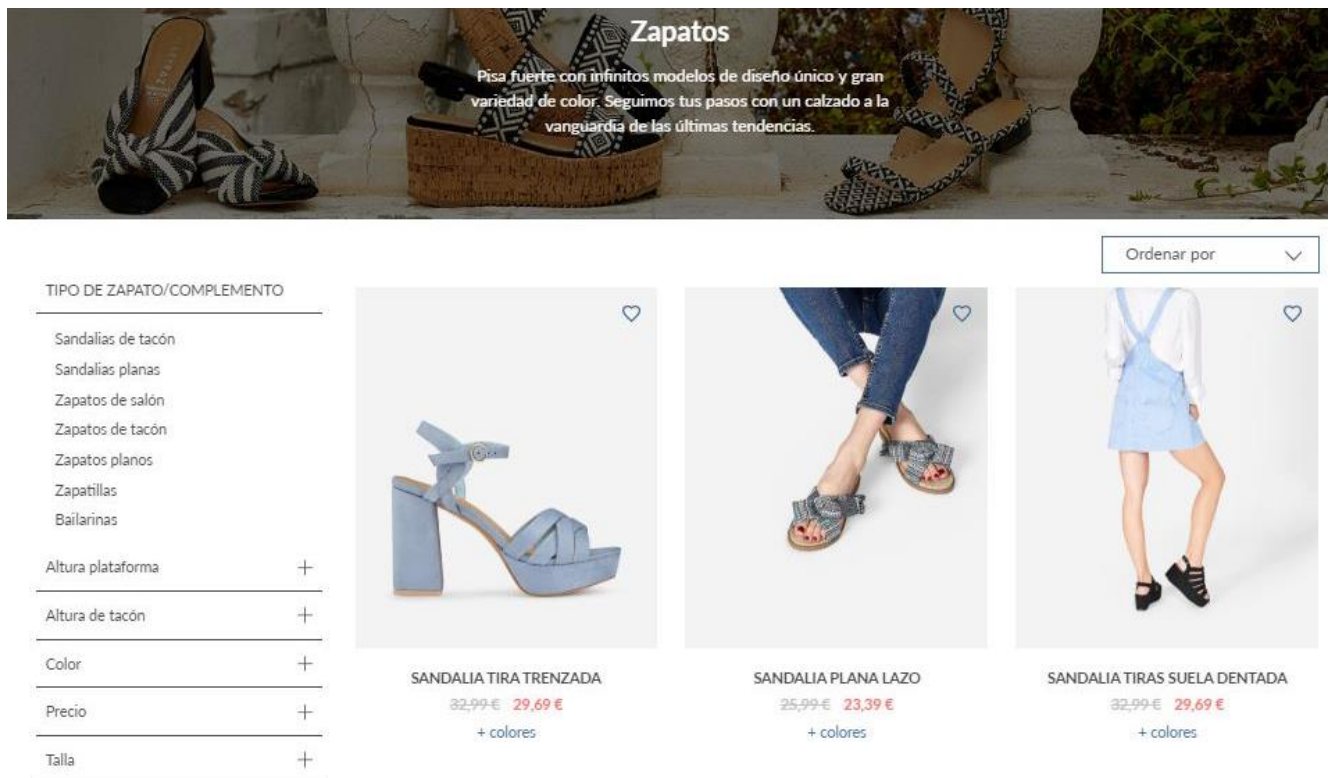 Zapatos
Pisa fuerte con infinitos modelos de diseño único y gran
variedad de color. Seguimos tus pasos con un calzado a la
vanguardia de las últimas tendencias.
Ordenar por
TIPO DE ZAPATO/COMPLEMENTO
Sandalias de tacón
Sandalias planas
Zapatos de salón
Zapatos de tacón
Zapatos planos
Zapatillas
Bailarinas
Altura plataforma +
Altura de tacón +
Color +
Precio +
Talla +
SANDALIA TIRA TRENZADA
32,99 € 29,69 €
+ colores
SANDALIA PLANA LAZO
25,99 € 23,39 €
+ colores
SANDALIA TIRAS SUELA DENTADA
32,99 € 29,69 €
+ colores